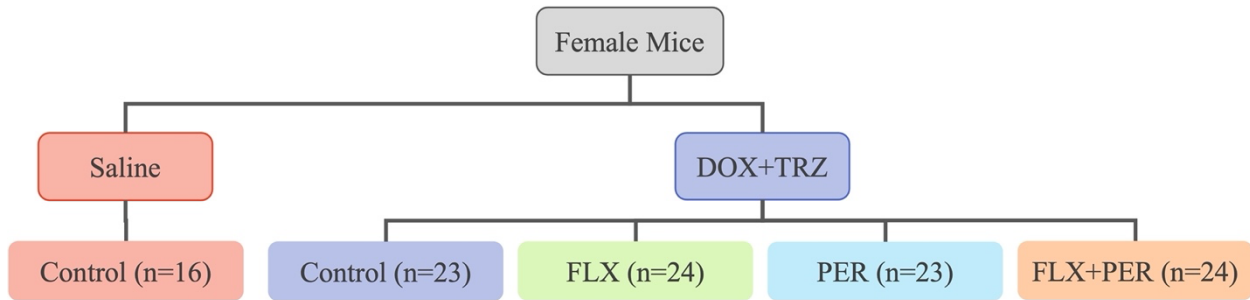 Female Mice
Saline
DOX+TRZ
Control (n=16)
Control (n=23)
FLX (n=24)
PER (n=23)
FLX+PER (n=24)